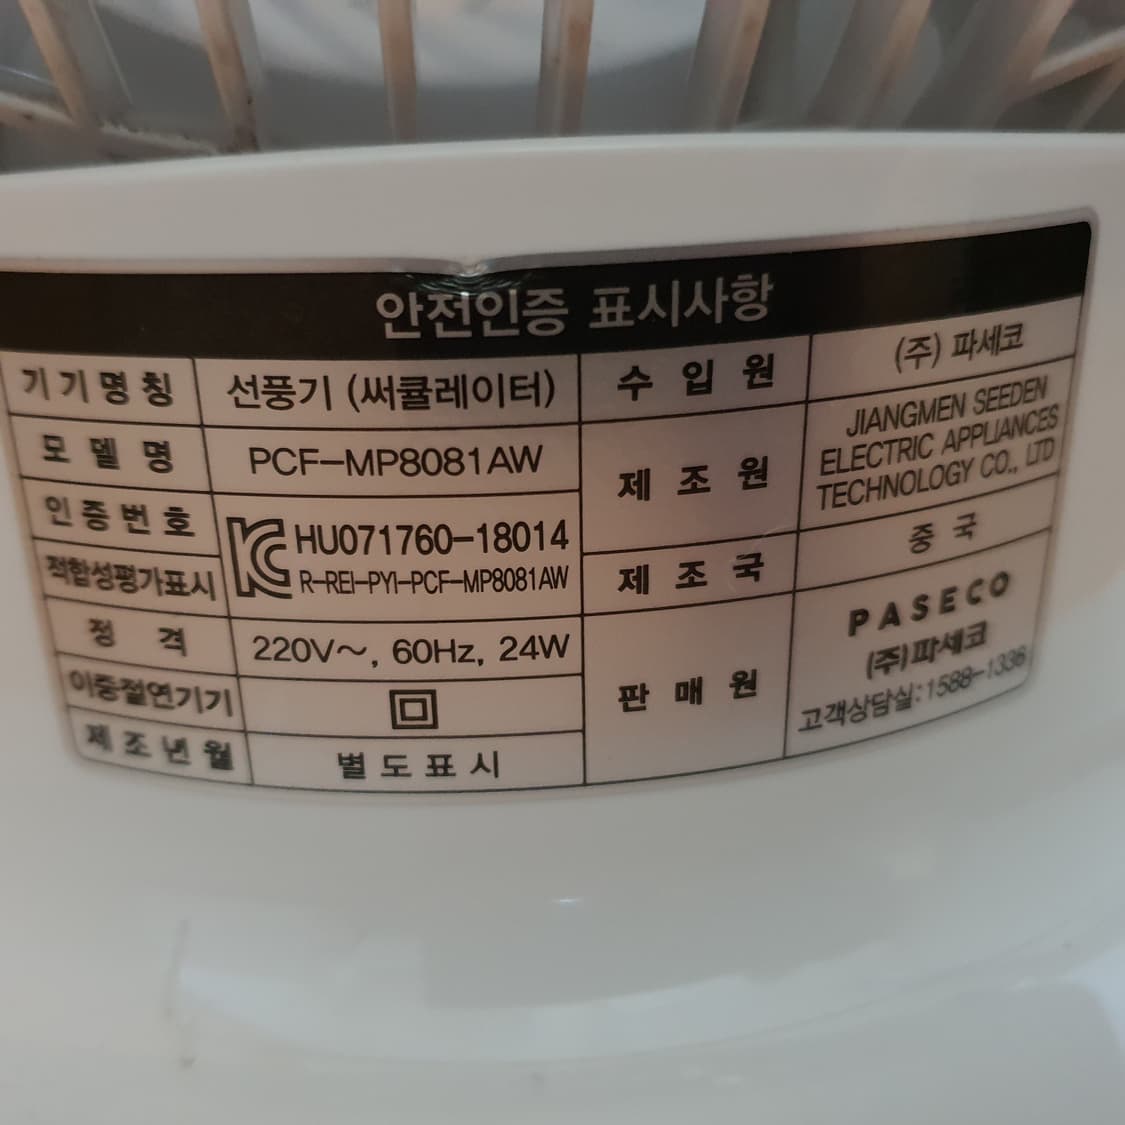 안전인증 표시사항
기기명칭 선풍기 (써큘레이터)
모델명 PCF-MP8081AW
인증번호 HU071760-18014
적합성평가표시 R-REI-PYI-PCF-MP8081AW
정격 220V~, 60Hz, 24W
이중절연기기
제조년월 별도표시
수입원 (주) 파세코
제조원 JIANGMEN SEEDEN
ELECTRIC APPLIANCES
TECHNOLOGY CO., LTD
제조국 중국
판매원 PASECO
(주)파세코
고객상담실:1588-1336